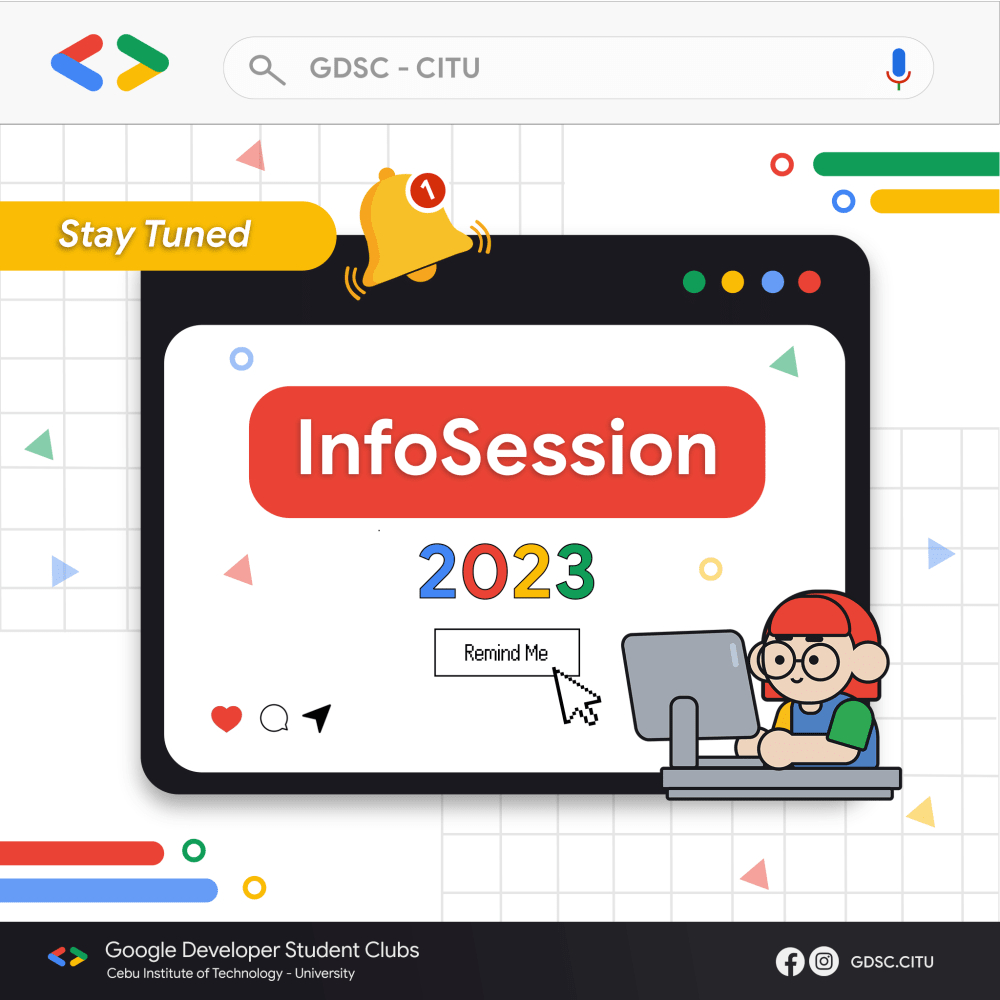 GDSC - CITU
1
Stay Tuned
InfoSession
2023
Remind Me
Google Developer Student Clubs
Cebu Institute of Technology - University
GDSC.CITU